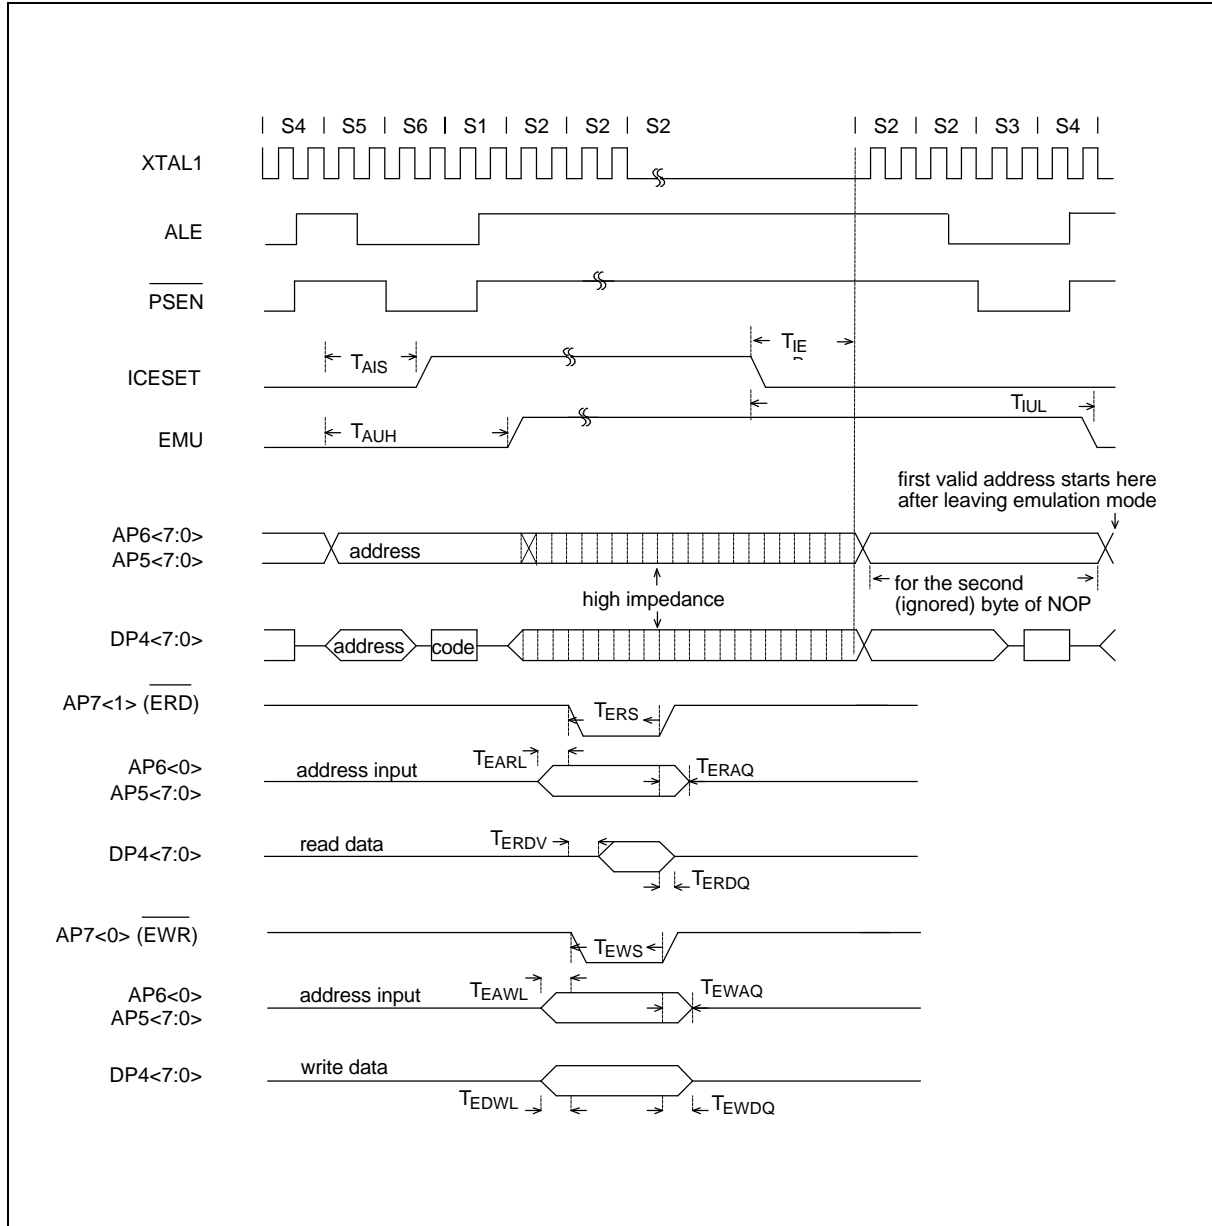 | S4 | S5 | S6 | S1 | S2 | S2 | S2 | S2 | S2 | S3 | S4 |
XTAL1
ALE
PSEN
TIE
TAIS
ICESET
TIUL
EMU
TAUH
first valid address starts here
after leaving emulation mode
AP6<7:0>
AP5<7:0>
address
high impedance
for the second
(ignored) byte of NOP
DP4<7:0>
address
code
AP7<1> (ERD)
TERS
TEARL
TERAQ
AP6<0>
AP5<7:0>
address input
TERDV
read data
DP4<7:0>
TERDQ
AP7<0> (EWR)
TEWS
TEAWL
TEWAQ
AP6<0>
AP5<7:0>
address input
write data
DP4<7:0>
TEDWL
TEWDQ